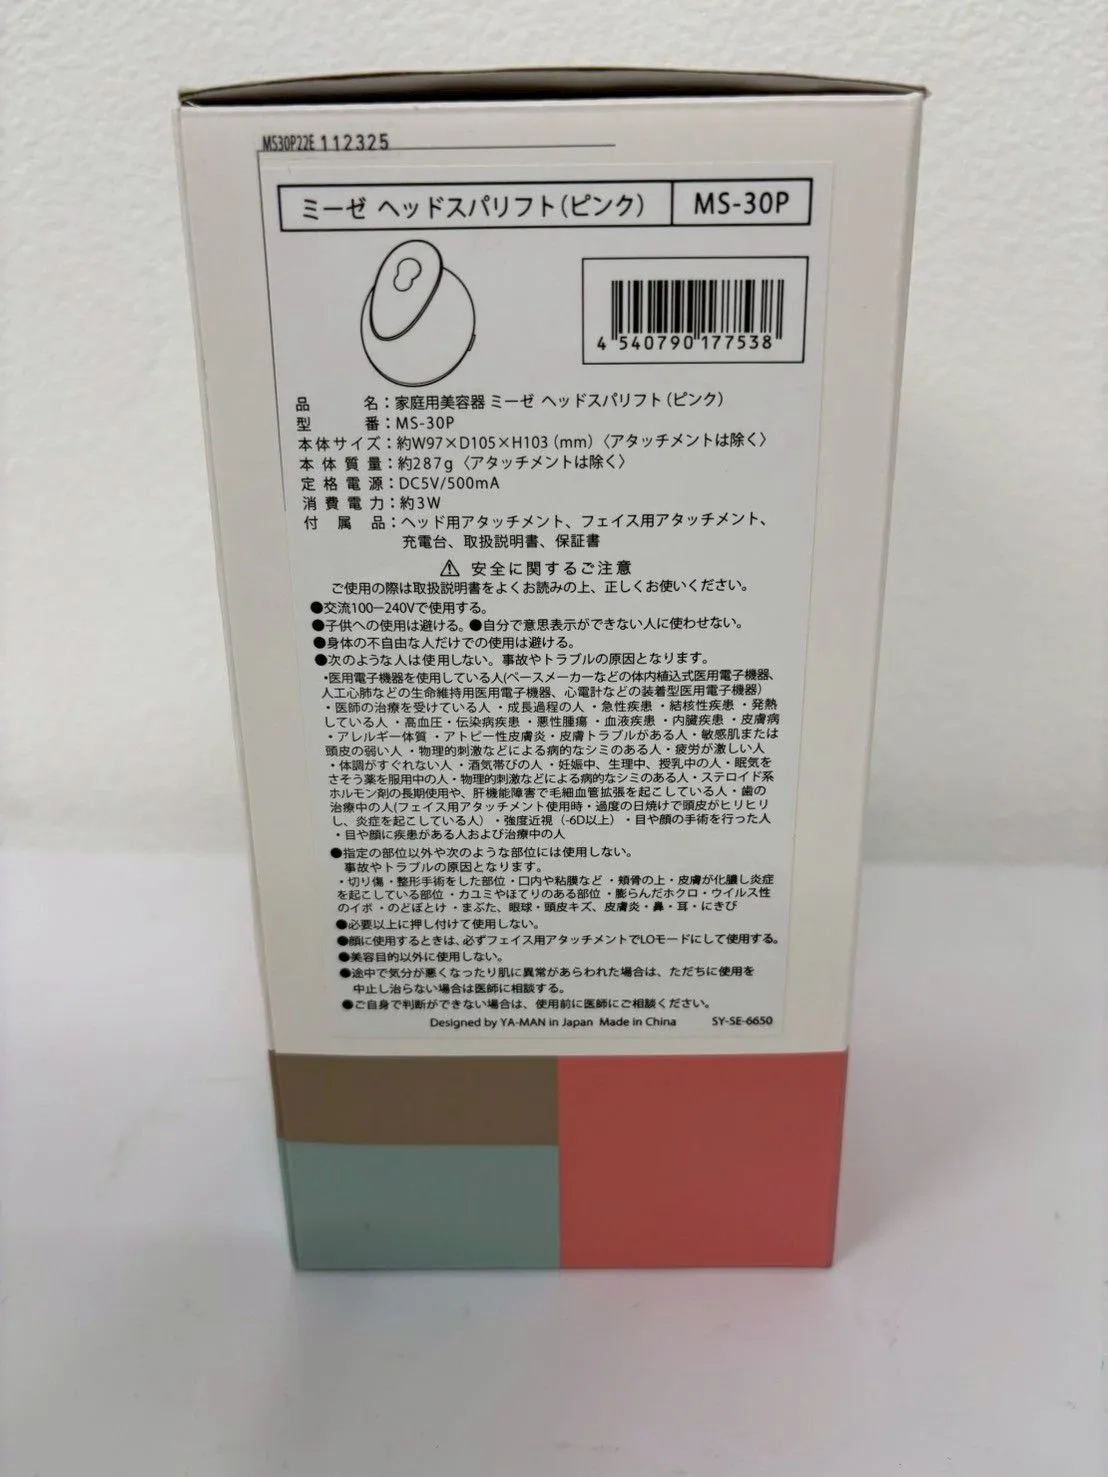 MS30P22E 112325
ミーゼ ヘッドスパリフト(ピンク) MS-30P
4 540790 177538
品名：家庭用美容器 ミーゼ ヘッドスパリフト(ピンク)
型番：MS-30P
本体サイズ：約W97×D105×H103(mm)〈アタッチメントは除く〉
本体質量：約287g〈アタッチメントは除く〉
定格電源：DC5V/500mA
消費電力：約3W
付属品：ヘッド用アタッチメント、フェイス用アタッチメント、
充電台、取扱説明書、保証書
⚠ 安全に関するご注意
ご使用の際は取扱説明書をよくお読みの上、正しくお使いください。
●交流100－240Vで使用する。
●子供への使用は避ける。●自分で意思表示ができない人に使わせない。
●身体の不自由な人だけでの使用は避ける。
●次のような人は使用しない。事故やトラブルの原因となります。
・医用電子機器を使用している人(ペースメーカーなどの体内植込式医用電子機器、
人工心肺などの生命維持用医用電子機器、心電計などの装着型医用電子機器)
・医師の治療を受けている人・成長過程の人・急性疾患・結核性疾患・発熱
している人・高血圧・伝染病疾患・悪性腫瘍・血液疾患・内臓疾患・皮膚病
・アレルギー体質・アトピー性皮膚炎・皮膚トラブルがある人・敏感肌または
頭皮の弱い人・物理的刺激などによる病的なシミのある人・疲労が激しい人
・体調がすぐれない人・酒気帯びの人・妊娠中、生理中、授乳中の人・眠気を
さそう薬を服用中の人・物理的刺激などによる病的なシミのある人・ステロイド系
ホルモン剤の長期使用や、肝機能障害で毛細血管拡張を起こしている人・歯の
治療中の人(フェイス用アタッチメント使用時・過度の日焼けで頭皮がヒリヒリ
し、炎症を起こしている人)・強度近視(-6D以上)・目や顔の手術を行った人
・目や顔に疾患がある人および治療中の人
●指定の部位以外や次のような部位には使用しない。
事故やトラブルの原因となります。
・切り傷・整形手術をした部位・口内や粘膜など・頬骨の上・皮膚が化膿し炎症
を起こしている部位・カユミやほてりのある部位・膨らんだホクロ・ウイルス性
のイボ・のどぼとけ・まぶた、眼球・頭皮キズ、皮膚炎・鼻・耳・にきび
●必要以上に押し付けて使用しない。
●顔に使用するときは、必ずフェイス用アタッチメントでLOモードにして使用する。
●美容目的以外に使用しない。
●途中で気分が悪くなったり肌に異常があらわれた場合は、ただちに使用を
中止し治らない場合は医師に相談する。
●ご自身で判断ができない場合は、使用前に医師にご相談ください。
Designed by YA-MAN in Japan Made in China SY-SE-6650